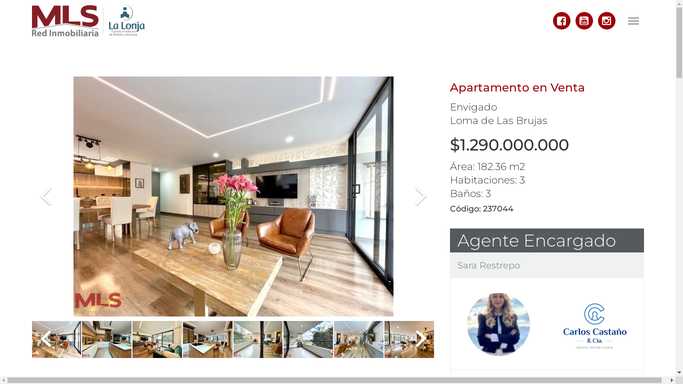 MLS
Red Inmobiliaria
La Lonja
Apartamento en Venta
Envigado
Loma de Las Brujas
$1.290.000.000
Área: 182.36 m2
Habitaciones: 3
Baños: 3
Código: 237044
MLS
Agente Encargado
Sara Restrepo
Carlos Castaño
& Cía.